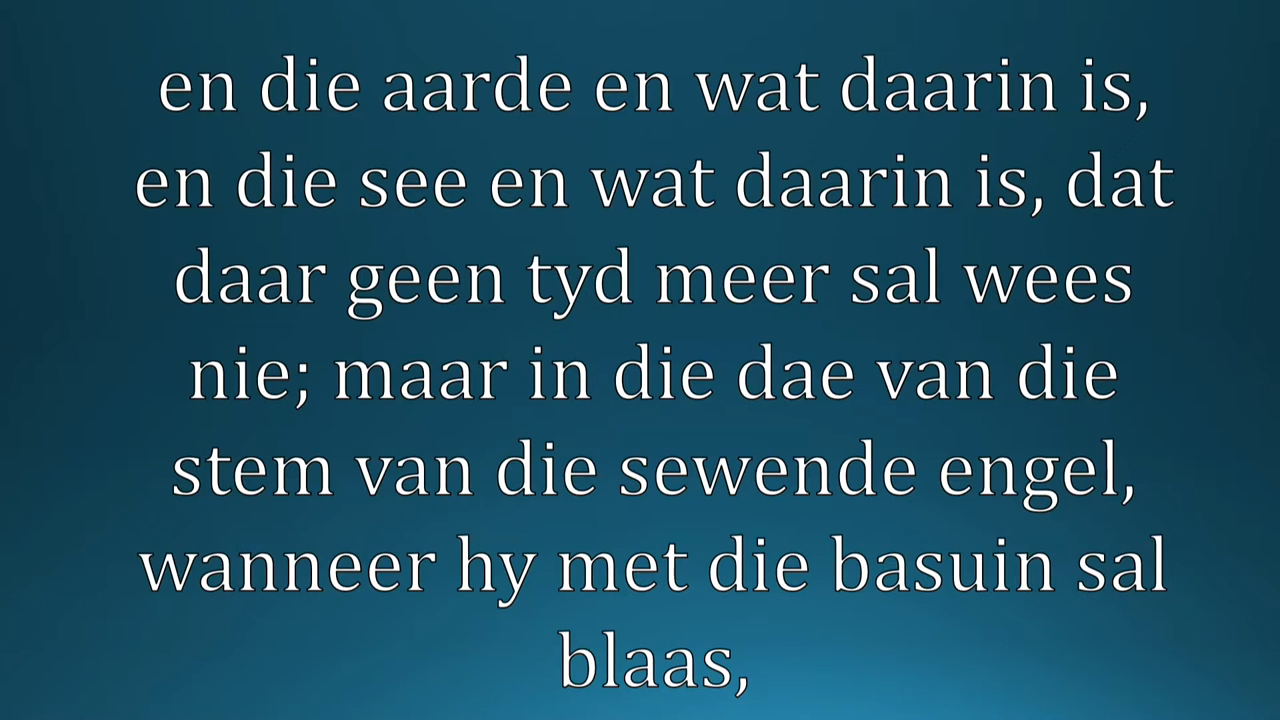 en die aarde en wat daarin is,
en die see en wat daarin is, dat
daar geen tyd meer sal wees
nie; maar in die dae van die
stem van die sewende engel,
wanneer hy met die basuin sal
blaas,